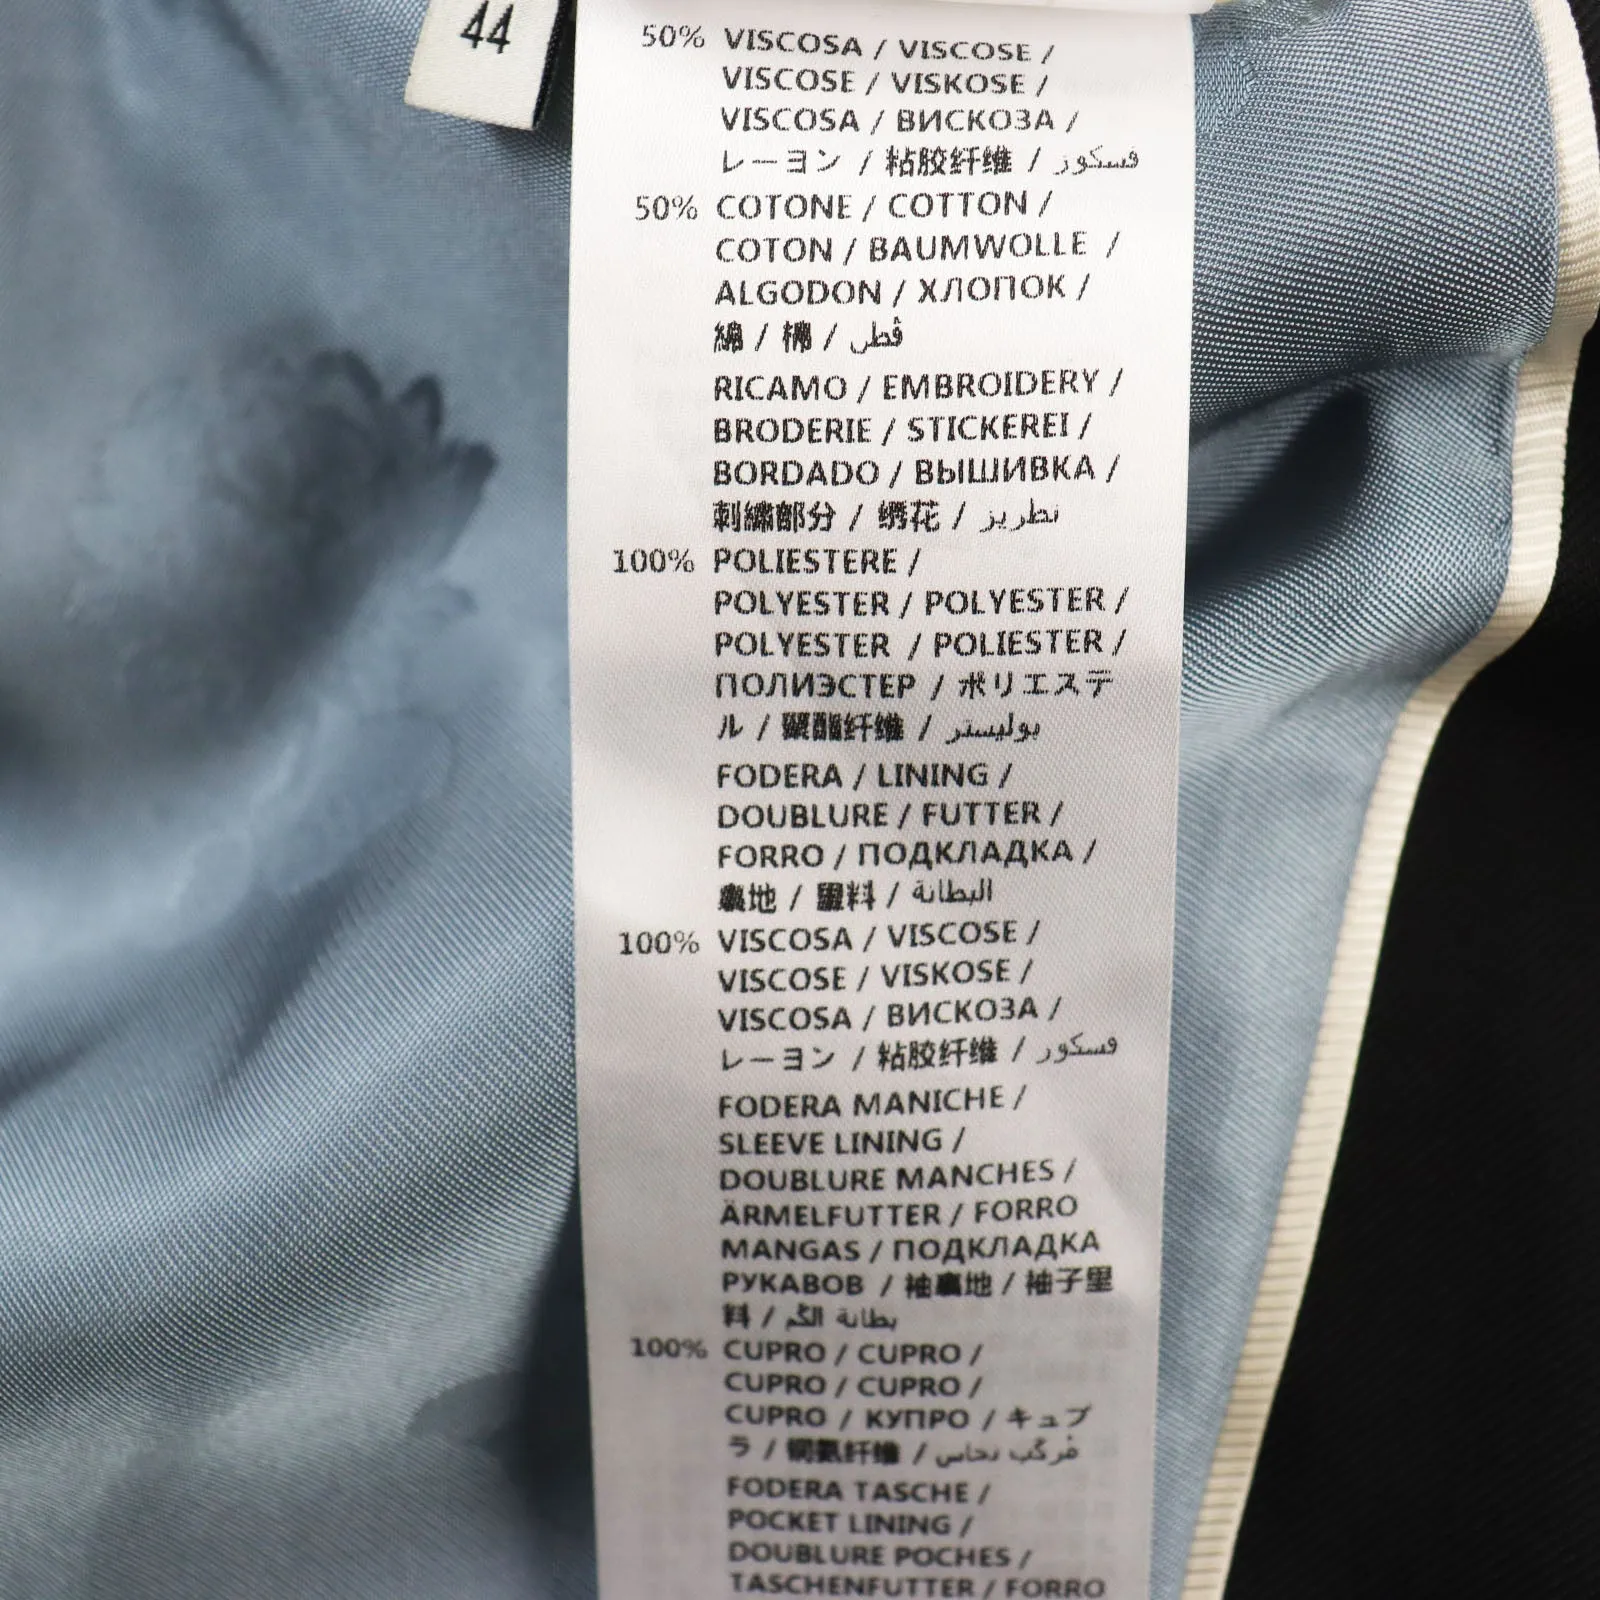 44
50% VISCOSA / VISCOSE /
VISCOSE / VISKOSE /
VISCOSA / ВИСКОЗА /
レーヨン / 粘胶纤维 / فسكوز
50% COTONE / COTTON /
COTON / BAUMWOLLE /
ALGODON / ХЛОПОК /
綿 / 棉 / قطن
RICAMO / EMBROIDERY /
BRODERIE / STICKEREI /
BORDADO / ВЫШИВКА /
刺繍部分 / 绣花 / تطريز
100% POLIESTERE /
POLYESTER / POLYESTER /
POLYESTER / POLIESTER /
ПОЛИЭСТЕР / ポリエステ
ル / 聚酯纤维 / بوليستر
FODERA / LINING /
DOUBLURE / FUTTER /
FORRO / ПОДКЛАДКА /
裏地 / 里料 / البطانة
100% VISCOSA / VISCOSE /
VISCOSE / VISKOSE /
VISCOSA / ВИСКОЗА /
レーヨン / 粘胶纤维 / فسكوز
FODERA MANICHE /
SLEEVE LINING /
DOUBLURE MANCHES /
ÄRMELFUTTER / FORRO
MANGAS / ПОДКЛАДКА
РУКАВОВ / 袖裏地 / 袖子里
料 / بطانة الكم
100% CUPRO / CUPRO /
CUPRO / CUPRO /
CUPRO / КУПРО / キュプ
ラ / 铜氨纤维 / مركب نحاس
FODERA TASCHE /
POCKET LINING /
DOUBLURE POCHES /
TASCHENFUTTER / FORRO